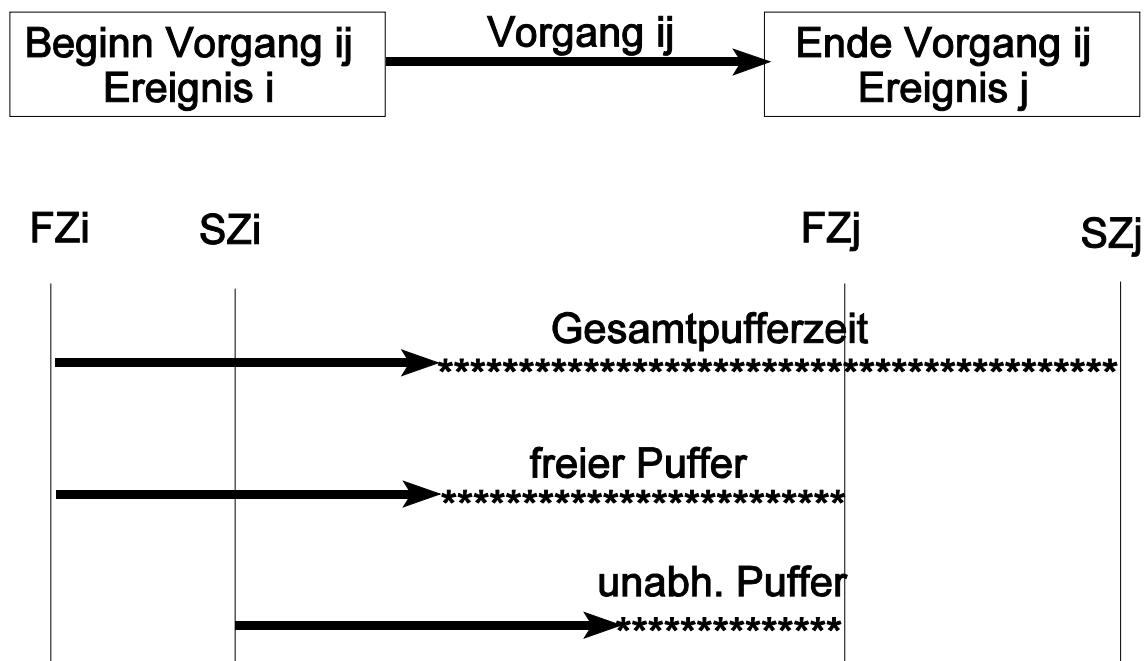 Beginn Vorgang ij
Ereignis i
Vorgang ij
Ende Vorgang ij
Ereignis j
FZi
SZi
FZj
SZj
Gesamtpufferzeit
******************************************
freier Puffer
*************************
unabh. Puffer
**************